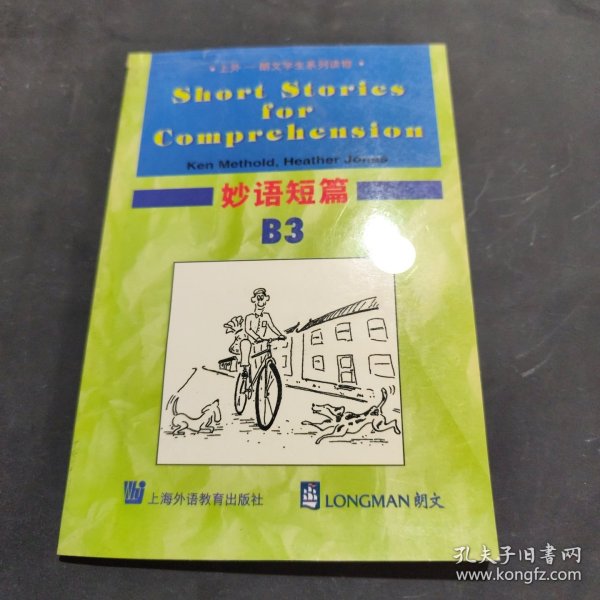 • 上外—朗文学生系列读物 •
Short Stories
for
Comprehension
Ken Methold, Heather Jones
妙语短篇
B3
上海外语教育出版社
LONGMAN 朗文
孔夫子旧书网
www.kongfz.com